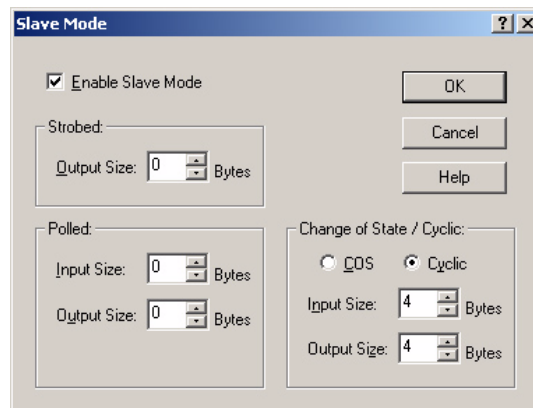 Slave Mode
Enable Slave Mode
OK
Cancel
Help
Strobed:
Output Size: 0 Bytes
Polled:
Input Size: 0 Bytes
Output Size: 0 Bytes
Change of State / Cyclic:
COS Cyclic
Input Size: 4 Bytes
Output Size: 4 Bytes